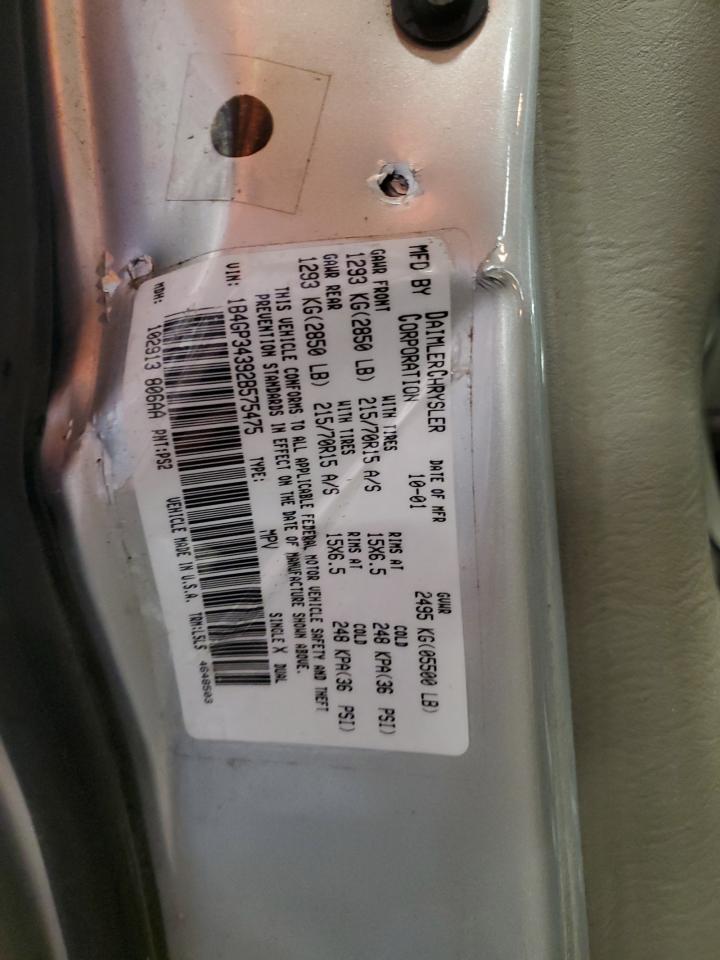 MFD BY DAIMLERCHRYSLER CORPORATION DATE OF MFR 10-01 GVWR 2495 KG(05500 LB)
GAWR FRONT WITH TIRES RIMS AT COLD
1293 KG(2850 LB) 215/70R15 A/S 15X6.5 248 KPA(36 PSI)
GAWR REAR WITH TIRES RIMS AT COLD
1293 KG(2850 LB) 215/70R15 A/S 15X6.5 248 KPA(36 PSI)
THIS VEHICLE CONFORMS TO ALL APPLICABLE FEDERAL MOTOR VEHICLE SAFETY AND THEFT
PREVENTION STANDARDS IN EFFECT ON THE DATE OF MANUFACTURE SHOWN ABOVE.
VIN: 1B4GP34392B575475 TYPE: MPV SINGLE X DUAL
MDH: 102913 806AA PNT:PS2 VEHICLE MADE IN U.S.A. TRM:LSLS 4648503